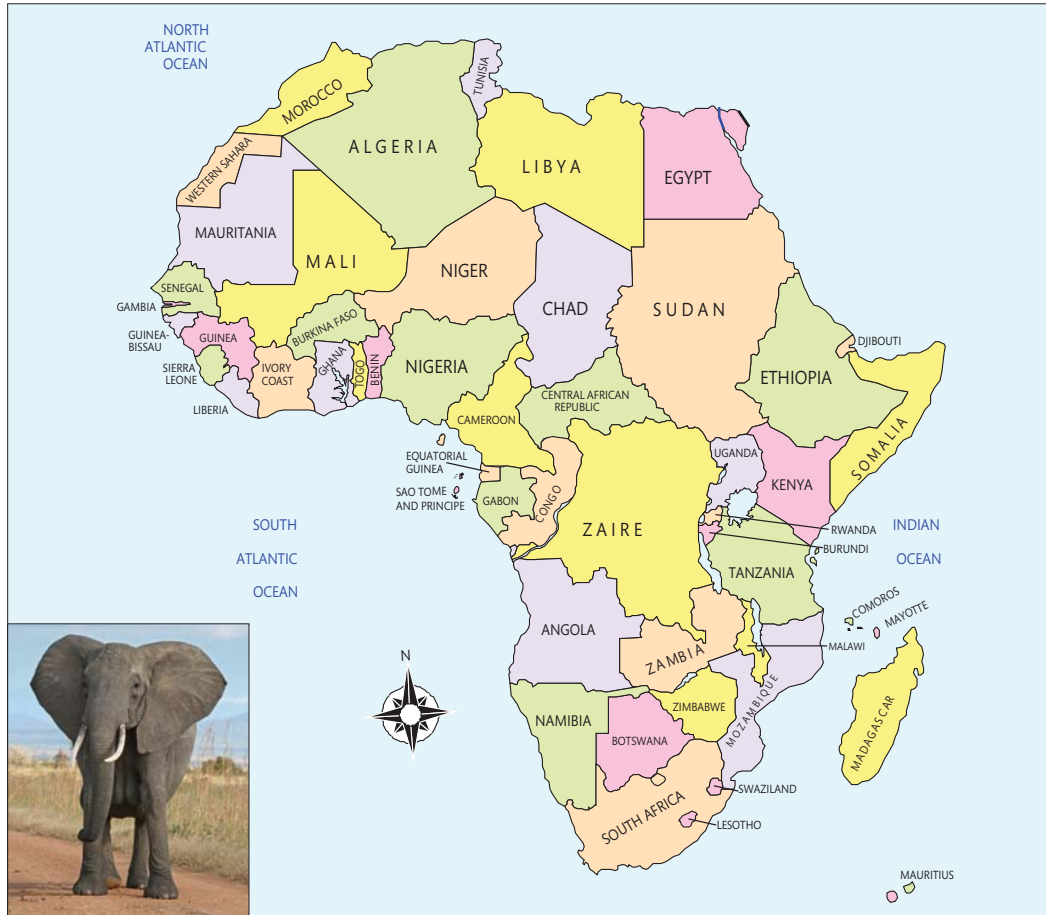 NORTH
ATLANTIC
OCEAN
TUNISIA
MOROCCO
ALGERIA
LIBYA
EGYPT
WESTERN SAHARA
MAURITANIA
MALI
NIGER
CHAD
SUDAN
SENEGAL
GAMBIA
GUINEA-
BISSAU
GUINEA
SIERRA
LEONE
LIBERIA
IVORY
COAST
BURKINA FASO
GHANA
TOGO
BENIN
NIGERIA
CAMEROON
CENTRAL AFRICAN
REPUBLIC
DJIBOUTI
ETHIOPIA
SOMALIA
EQUATORIAL
GUINEA
SAO TOME
AND PRINCIPE
GABON
CONGO
ZAIRE
UGANDA
KENYA
RWANDA
BURUNDI
TANZANIA
SOUTH
ATLANTIC
OCEAN
INDIAN
OCEAN
COMOROS
MAYOTTE
MALAWI
ANGOLA
ZAMBIA
MOZAMBIQUE
MADAGASCAR
N
NAMIBIA
ZIMBABWE
BOTSWANA
SOUTH AFRICA
SWAZILAND
LESOTHO
MAURITIUS